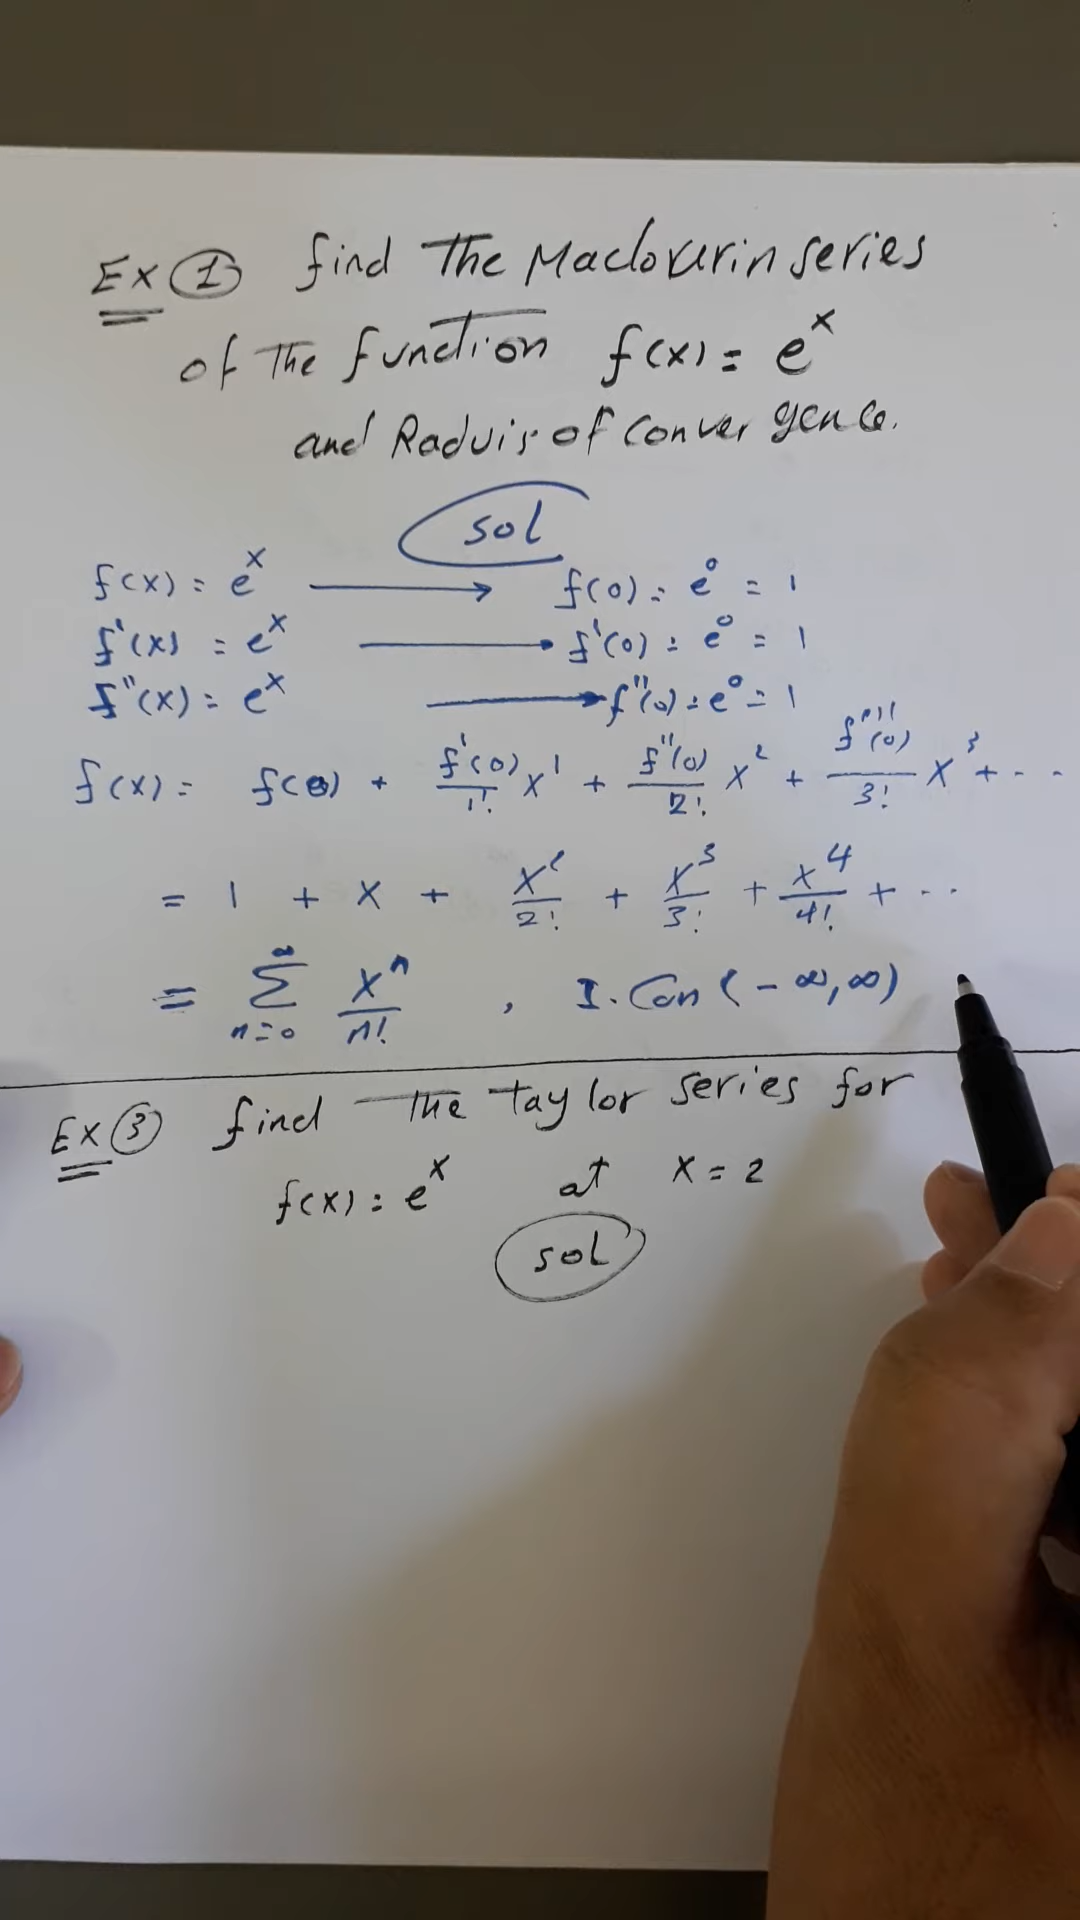 Ex ① find The Maclourin series
of The function f(x) = e^x
and Raduis of Convergence.
sol
f(x) = e^x → f(0) = e^0 = 1
f'(x) = e^x → f'(0) = e^0 = 1
f''(x) = e^x → f''(0) = e^0 = 1
f(x) = f(0) + f'(0)/1! x^1 + f''(0)/2! x^2 + f'''(0)/3! x^3 + ...
= 1 + x + x^2/2! + x^3/3! + x^4/4! + ...
= ∑_{n=0}^{∞} x^n/n! , I. Con (-∞,∞)
Ex ③ find The Taylor series for
f(x) = e^x at x = 2
sol